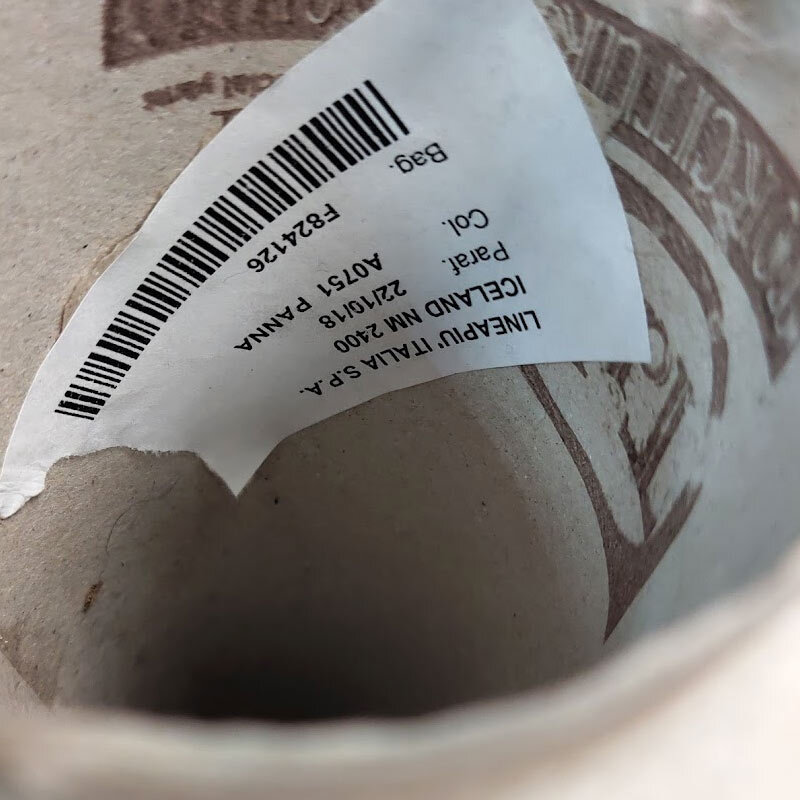 LINEAPIU' ITALIA S.P.A.
ICELAND NM 2400
Paraf. 22/10/18
Col. A0751 PANNA
Bag. F824126